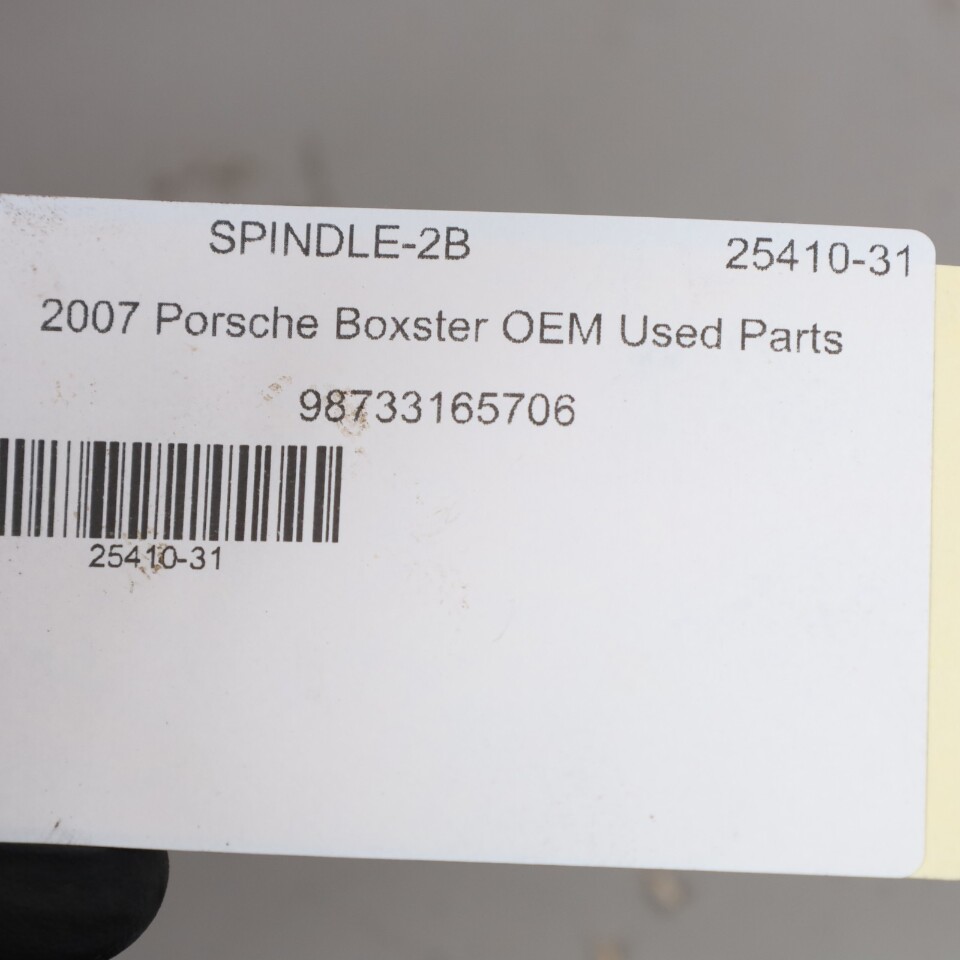 SPINDLE-2B 25410-31
2007 Porsche Boxster OEM Used Parts
98733165706
25410-31